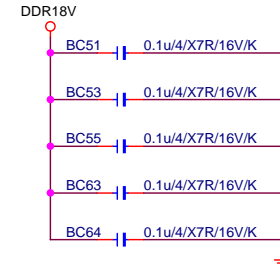 DDR18V
BC51 0.1u/4/X7R/16V/K
BC53 0.1u/4/X7R/16V/K
BC55 0.1u/4/X7R/16V/K
BC63 0.1u/4/X7R/16V/K
BC64 0.1u/4/X7R/16V/K